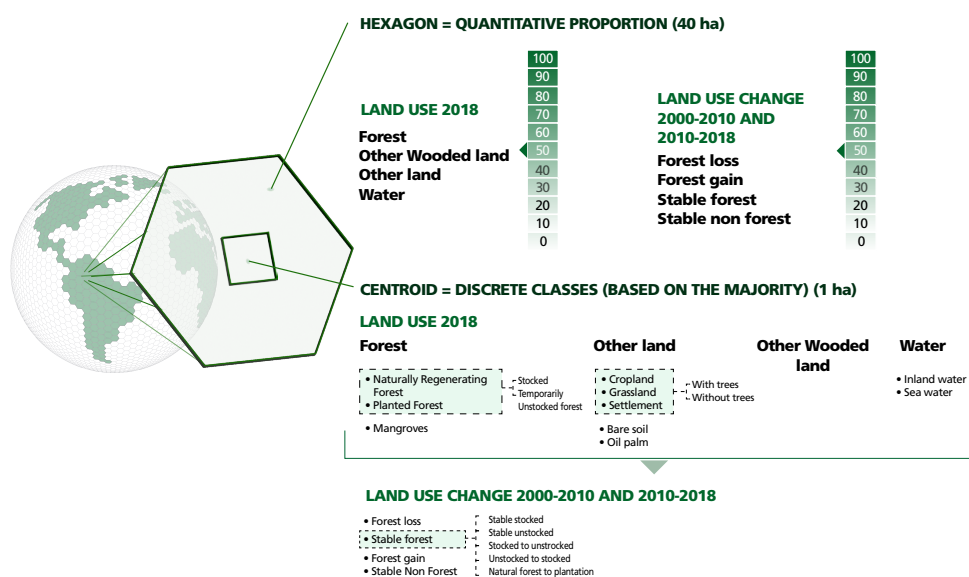 HEXAGON = QUANTITATIVE PROPORTION (40 ha)
LAND USE 2018
Forest
Other Wooded land
Other land
Water
100
90
80
70
60
50
40
30
20
10
0
LAND USE CHANGE
2000-2010 AND
2010-2018
Forest loss
Forest gain
Stable forest
Stable non forest
100
90
80
70
60
50
40
30
20
10
0
CENTROID = DISCRETE CLASSES (BASED ON THE MAJORITY) (1 ha)
LAND USE 2018
Forest
• Naturally Regenerating
Forest
• Planted Forest
• Mangroves
Stocked
Temporarily
Unstocked forest
Other land
• Cropland
• Grassland
• Settlement
• Bare soil
• Oil palm
With trees
Without trees
Other Wooded
land
Water
• Inland water
• Sea water
LAND USE CHANGE 2000-2010 AND 2010-2018
• Forest loss
• Stable forest
• Forest gain
• Stable Non Forest
Stable stocked
Stable unstocked
Stocked to unstrocked
Unstocked to stocked
Natural forest to plantation